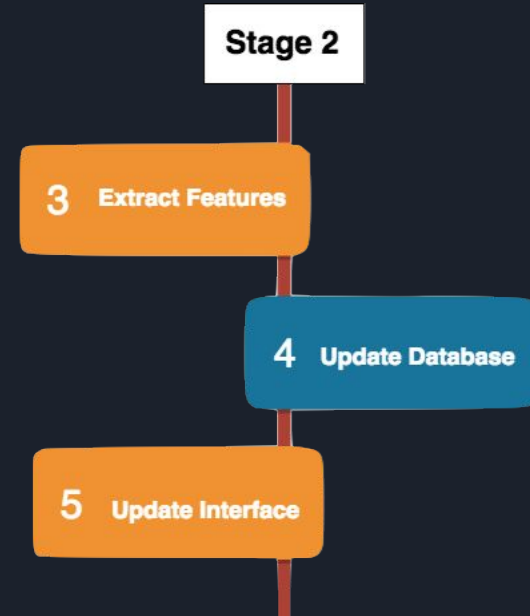 Stage 2
3 Extract Features
4 Update Database
5 Update Interface